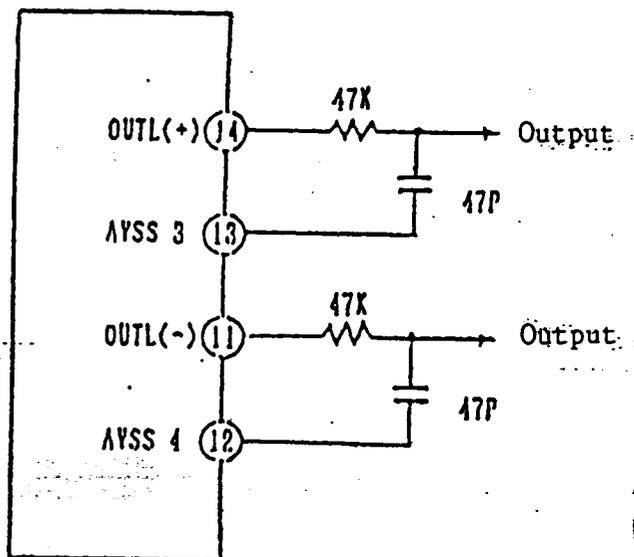 47K
OUTL(+) 14 Output
47P
AVSS 3 13
47K
OUTL(-) 11 Output
47P
AVSS 4 12